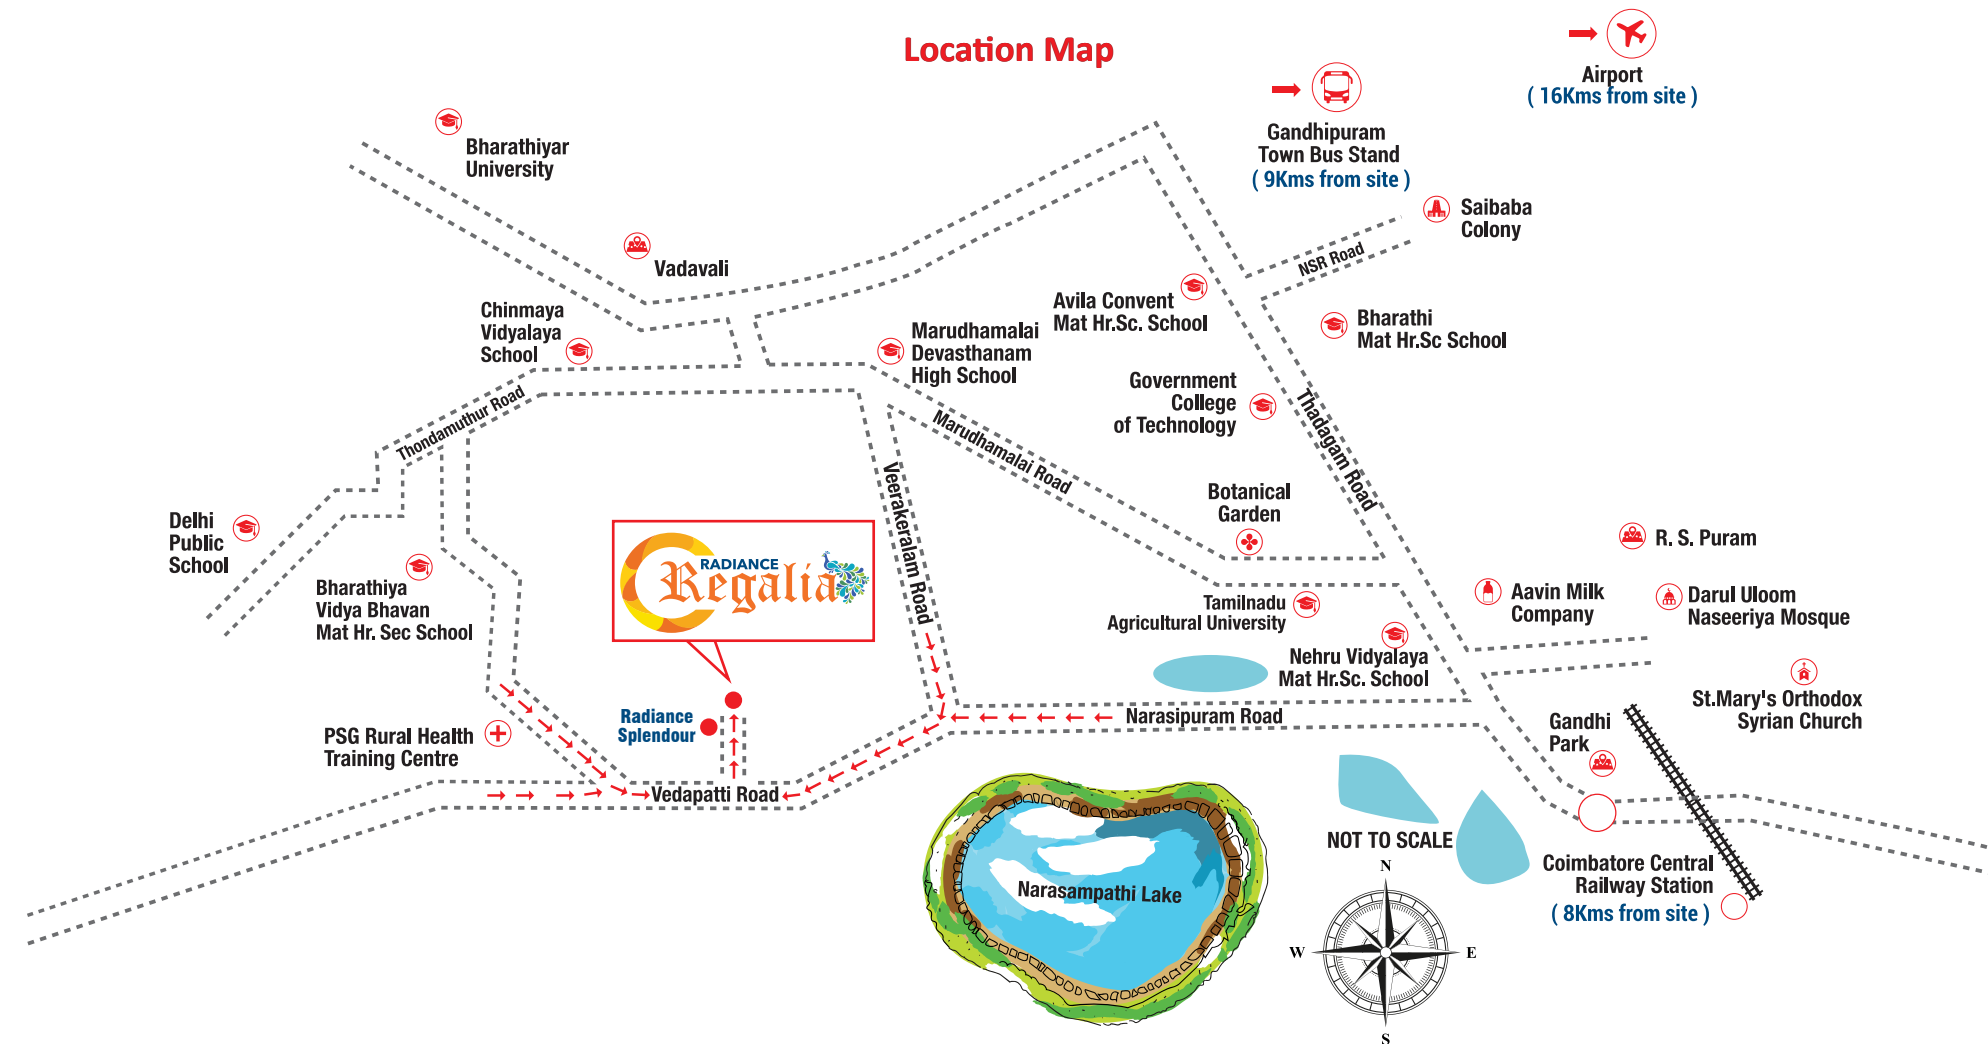 Location Map
Airport
( 16Kms from site )
Gandhipuram
Town Bus Stand
( 9Kms from site )
Bharathiyar
University
Saibaba
Colony
NSR Road
Vadavali
Chinmaya
Vidyalaya
School
Marudhamalai
Devasthanam
High School
Avila Convent
Mat Hr.Sc. School
Bharathi
Mat Hr.Sc School
Government
College
of Technology
Thondamuthur Road
Marudhamalai Road
Thadagam Road
Veerakeralam Road
Botanical
Garden
Delhi
Public
School
R. S. Puram
RADIANCE
Regalia
Bharathiya
Vidya Bhavan
Mat Hr. Sec School
Tamilnadu
Agricultural University
Aavin Milk
Company
Darul Uloom
Naseeriya Mosque
Nehru Vidyalaya
Mat Hr.Sc. School
St.Mary's Orthodox
Syrian Church
Radiance
Splendour
Narasipuram Road
Gandhi
Park
PSG Rural Health
Training Centre
Vedapatti Road
NOT TO SCALE
Narasampathi Lake
Coimbatore Central
Railway Station
( 8Kms from site )
N
W
E
S